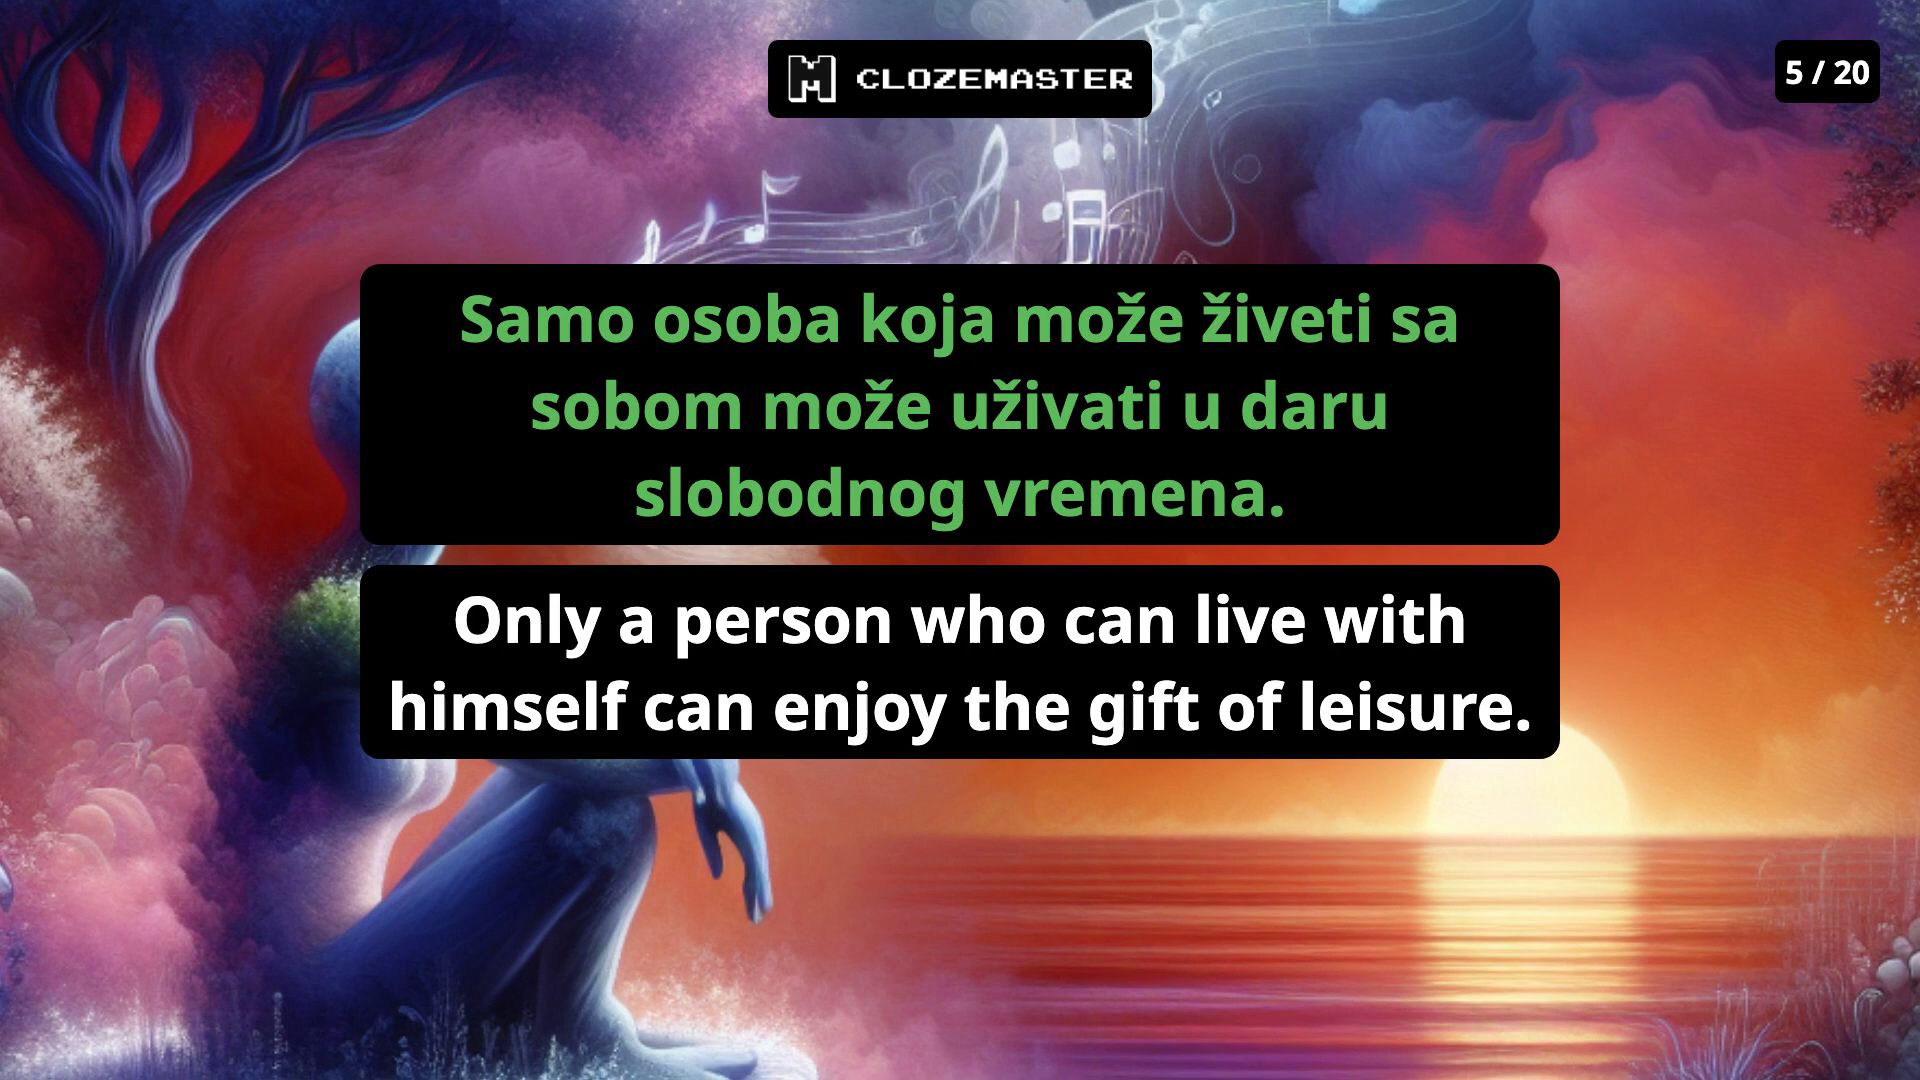 CLOZEMASTER
5 / 20
Samo osoba koja može živeti sa
sobom može uživati u daru
slobodnog vremena.
Only a person who can live with
himself can enjoy the gift of leisure.